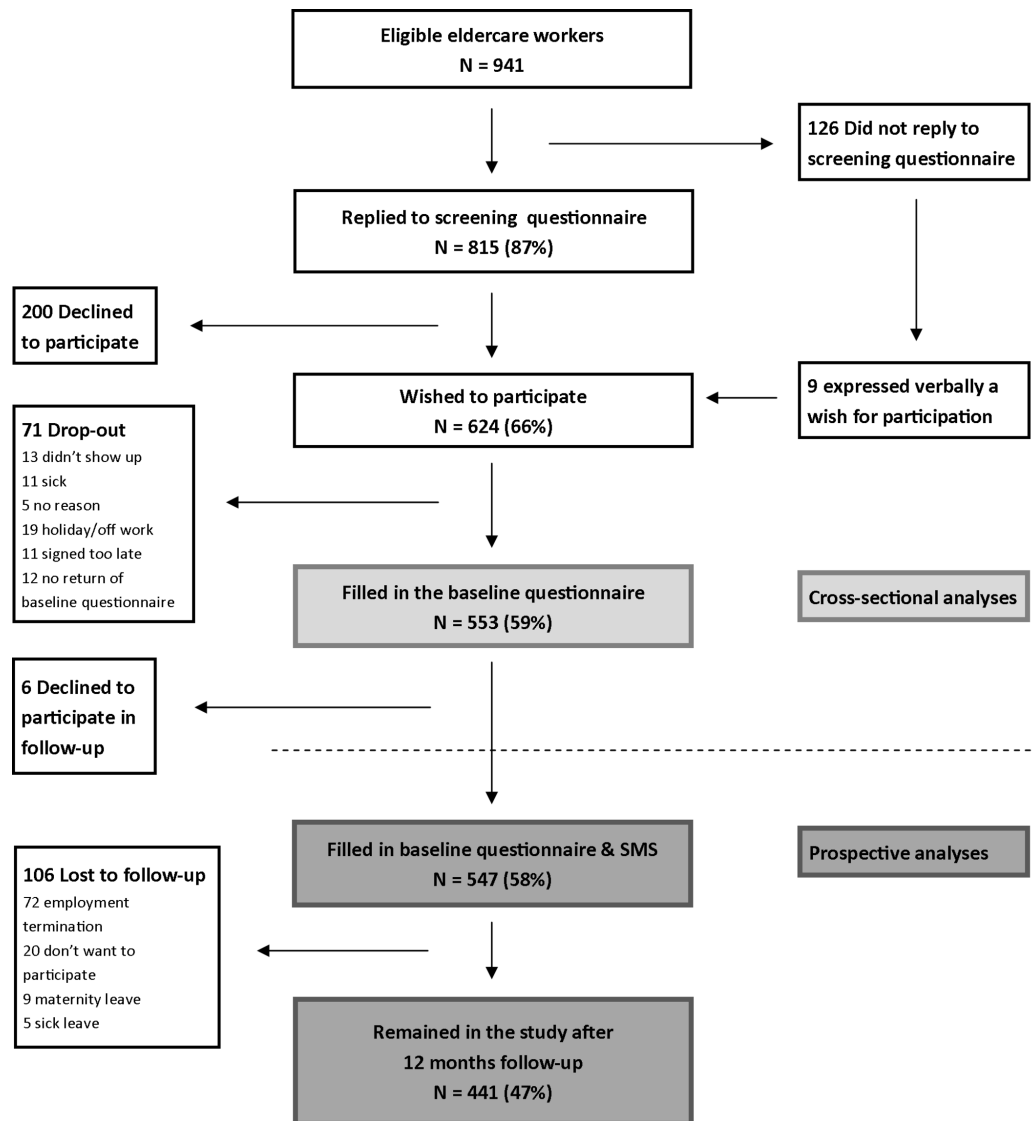 Eligible eldercare workers
N = 941
126 Did not reply to
screening questionnaire
Replied to screening questionnaire
N = 815 (87%)
200 Declined
to participate
Wished to participate
N = 624 (66%)
9 expressed verbally a
wish for participation
71 Drop-out
13 didn't show up
11 sick
5 no reason
19 holiday/off work
11 signed too late
12 no return of
baseline questionnaire
Filled in the baseline questionnaire
N = 553 (59%)
Cross-sectional analyses
6 Declined to
participate in
follow-up
Filled in baseline questionnaire & SMS
N = 547 (58%)
Prospective analyses
106 Lost to follow-up
72 employment
termination
20 don't want to
participate
9 maternity leave
5 sick leave
Remained in the study after
12 months follow-up
N = 441 (47%)